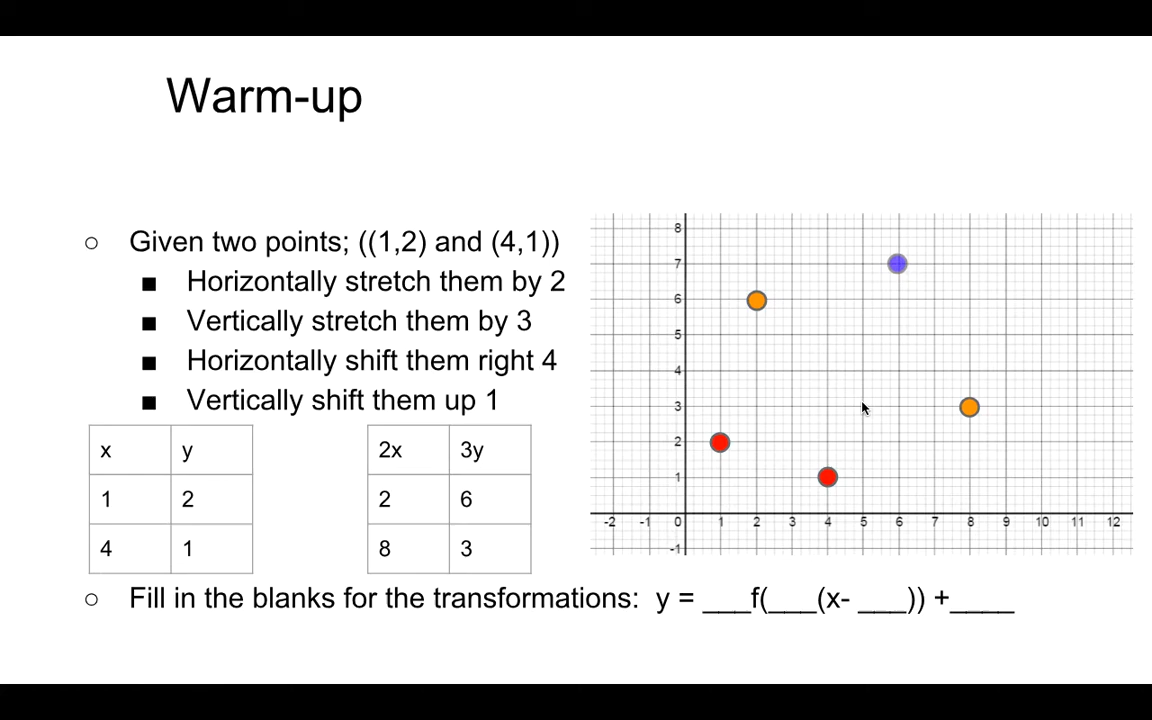 Warm-up
○ Given two points; ((1,2) and (4,1))
■ Horizontally stretch them by 2
■ Vertically stretch them by 3
■ Horizontally shift them right 4
■ Vertically shift them up 1
x y
1 2
4 1
2x 3y
2 6
8 3
8
7
6
5
4
3
2
1
-2 -1 0 1 2 3 4 5 6 7 8 9 10 11 12
-1
○ Fill in the blanks for the transformations: y = ___f(___(x- ___)) +____